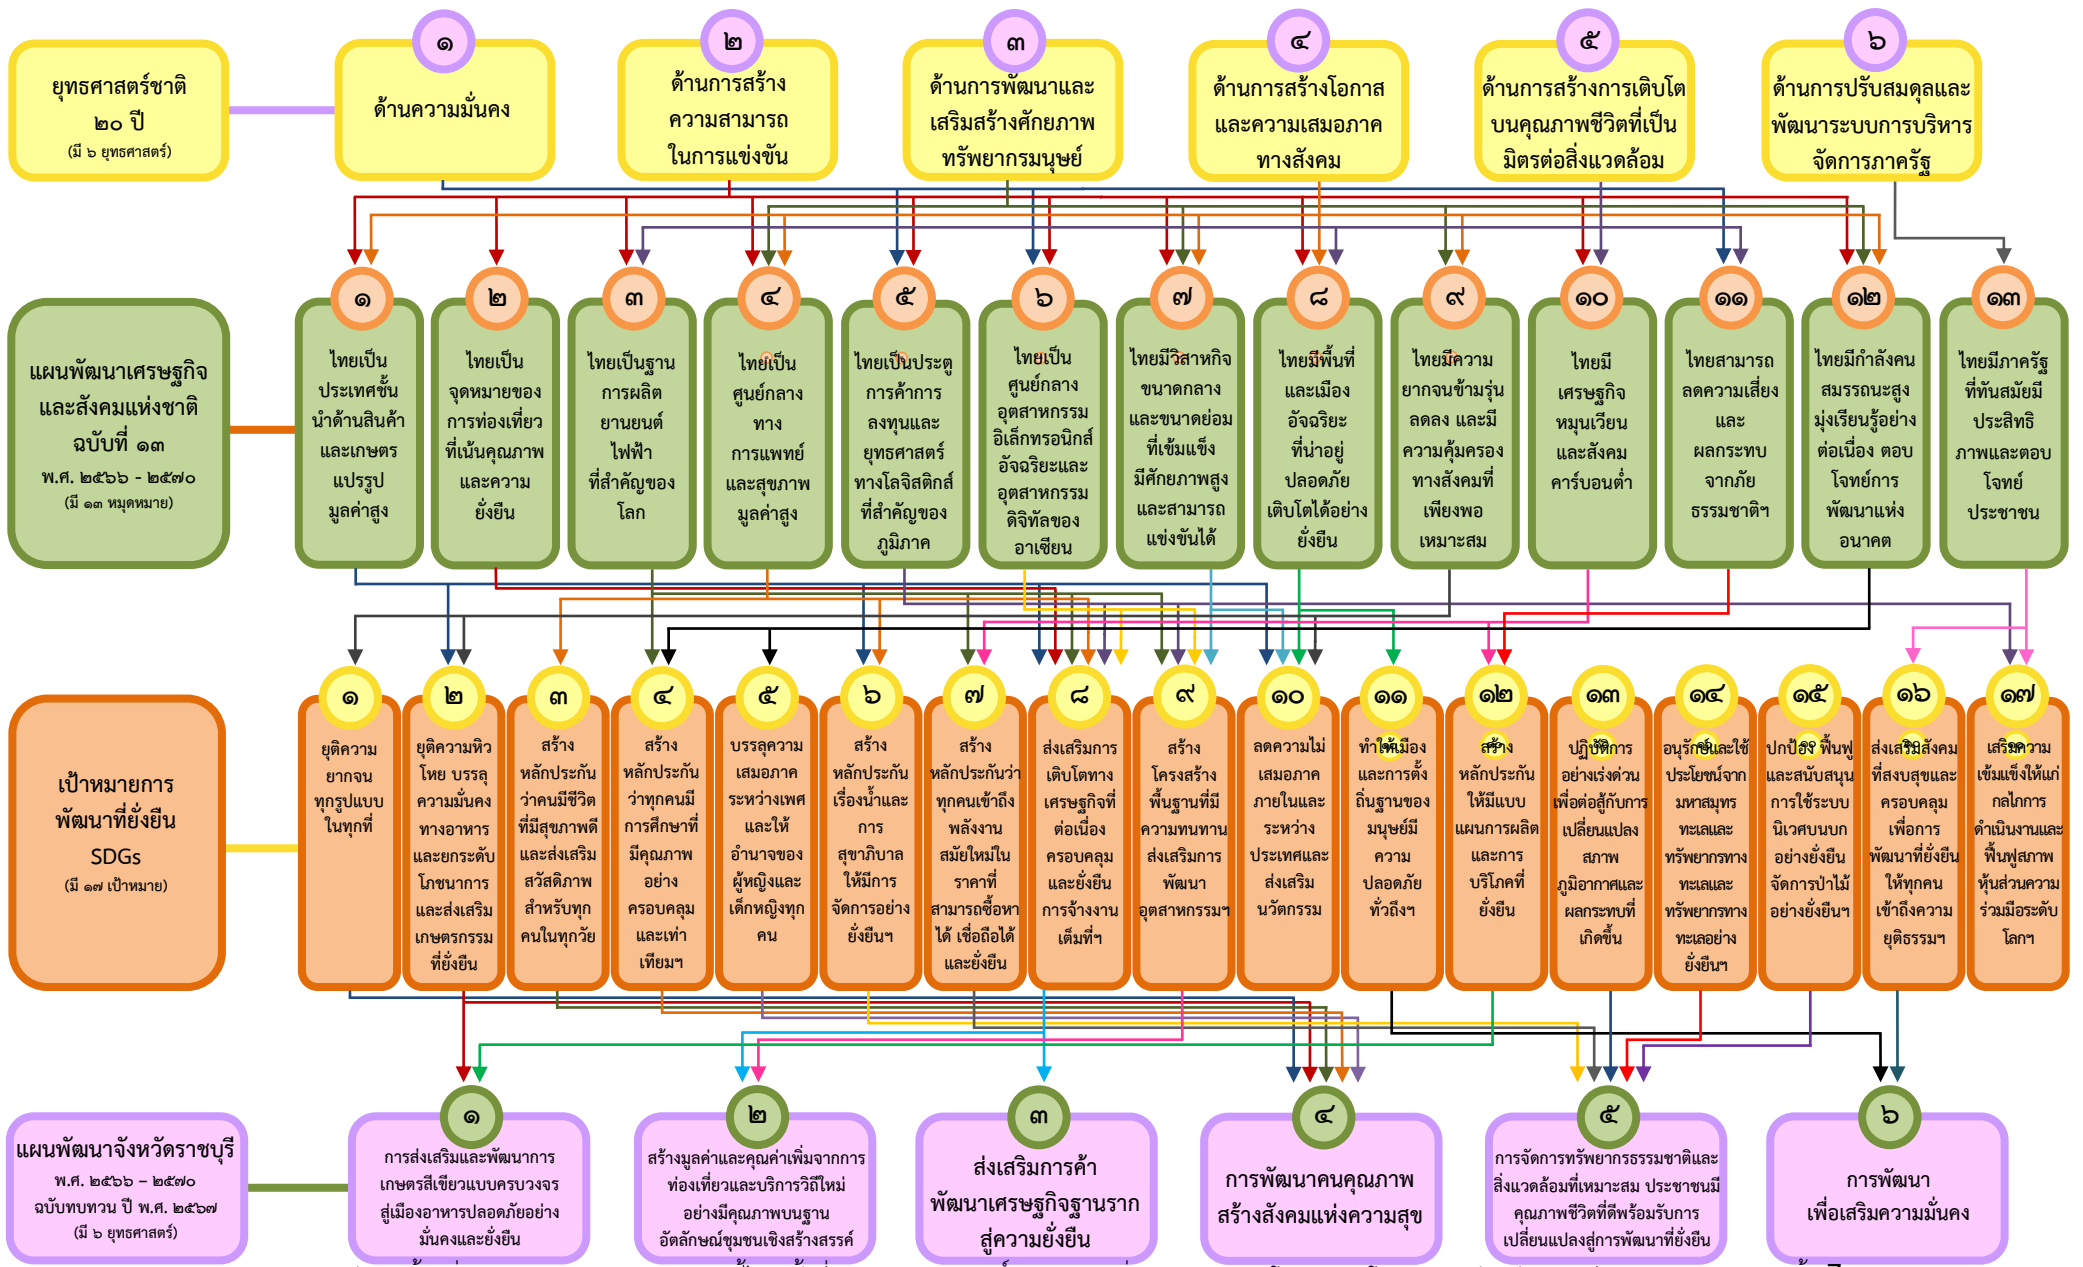 ยุทธศาสตร์ชาติ
๒๐ ปี
(มี ๖ ยุทธศาสตร์)
๑
ด้านความมั่นคง
๒
ด้านการสร้าง
ความสามารถ
ในการแข่งขัน
๓
ด้านการพัฒนาและ
เสริมสร้างศักยภาพ
ทรัพยากรมนุษย์
๔
ด้านการสร้างโอกาส
และความเสมอภาค
ทางสังคม
๕
ด้านการสร้างการเติบโต
บนคุณภาพชีวิตที่เป็น
มิตรต่อสิ่งแวดล้อม
๖
ด้านการปรับสมดุลและ
พัฒนาระบบการบริหาร
จัดการภาครัฐ
แผนพัฒนาเศรษฐกิจ
และสังคมแห่งชาติ
ฉบับที่ ๑๓
พ.ศ. ๒๕๖๖ - ๒๕๗๐
(มี ๑๓ หมุดหมาย)
๑
ไทยเป็น
ประเทศชั้น
นำด้านสินค้า
และเกษตร
แปรรูป
มูลค่าสูง
๒
ไทยเป็น
จุดหมายของ
การท่องเที่ยว
ที่เน้นคุณภาพ
และความ
ยั่งยืน
๓
ไทยเป็นฐาน
การผลิต
ยานยนต์
ไฟฟ้า
ที่สำคัญของ
โลก
๔
ไทยเป็น
ศูนย์กลาง
ทาง
การแพทย์
และสุขภาพ
มูลค่าสูง
๕
ไทยเป็นประตู
การค้าการ
ลงทุนและ
ยุทธศาสตร์
ทางโลจิสติกส์
ที่สำคัญของ
ภูมิภาค
๖
ไทยเป็น
ศูนย์กลาง
อุตสาหกรรม
อิเล็กทรอนิกส์
อัจฉริยะและ
อุตสาหกรรม
ดิจิทัลของ
อาเซียน
๗
ไทยมีวิสาหกิจ
ขนาดกลาง
และขนาดย่อม
ที่เข้มแข็ง
มีศักยภาพสูง
และสามารถ
แข่งขันได้
๘
ไทยมีพื้นที่
และเมือง
อัจฉริยะ
ที่น่าอยู่
ปลอดภัย
เติบโตได้อย่าง
ยั่งยืน
๙
ไทยมีความ
ยากจนข้ามรุ่น
ลดลง และมี
ความคุ้มครอง
ทางสังคมที่
เพียงพอ
เหมาะสม
๑๐
ไทยมี
เศรษฐกิจ
หมุนเวียน
และสังคม
คาร์บอนต่ำ
๑๑
ไทยสามารถ
ลดความเสี่ยง
และ
ผลกระทบ
จากภัย
ธรรมชาติฯ
๑๒
ไทยมีกำลังคน
สมรรถนะสูง
มุ่งเรียนรู้อย่าง
ต่อเนื่อง ตอบ
โจทย์การ
พัฒนาแห่ง
อนาคต
๑๓
ไทยมีภาครัฐ
ที่ทันสมัยมี
ประสิทธิ
ภาพและตอบ
โจทย์
ประชาชน
เป้าหมายการ
พัฒนาที่ยั่งยืน
SDGs
(มี ๑๗ เป้าหมาย)
๑
ยุติความ
ยากจน
ทุกรูปแบบ
ในทุกที่
๒
ยุติความหิว
โหย บรรลุ
ความมั่นคง
ทางอาหาร
และยกระดับ
โภชนาการ
และส่งเสริม
เกษตรกรรม
ที่ยั่งยืน
๓
สร้าง
หลักประกัน
ว่าคนมีชีวิต
ที่มีสุขภาพดี
และส่งเสริม
สวัสดิภาพ
สำหรับทุก
คนในทุกวัย
๔
สร้าง
หลักประกัน
ว่าทุกคนมี
การศึกษาที่
มีคุณภาพ
อย่าง
ครอบคลุม
และเท่า
เทียมฯ
๕
บรรลุความ
เสมอภาค
ระหว่างเพศ
และให้
อำนาจของ
ผู้หญิงและ
เด็กหญิงทุก
คน
๖
สร้าง
หลักประกัน
เรื่องน้ำและ
การ
สุขาภิบาล
ให้มีการ
จัดการอย่าง
ยั่งยืนฯ
๗
สร้าง
หลักประกันว่า
ทุกคนเข้าถึง
พลังงาน
สมัยใหม่ใน
ราคาที่
สามารถซื้อหา
ได้ เชื่อถือได้
และยั่งยืน
๘
ส่งเสริมการ
เติบโตทาง
เศรษฐกิจที่
ต่อเนื่อง
ครอบคลุม
และยั่งยืน
การจ้างงาน
เต็มที่ฯ
๙
สร้าง
โครงสร้าง
พื้นฐานที่มี
ความทนทาน
ส่งเสริมการ
พัฒนา
อุตสาหกรรมฯ
๑๐
ลดความไม่
เสมอภาค
ภายในและ
ระหว่าง
ประเทศและ
ส่งเสริม
นวัตกรรม
๑๑
ทำให้เมือง
และการตั้ง
ถิ่นฐานของ
มนุษย์มี
ความ
ปลอดภัย
ทั่วถึงฯ
๑๒
สร้าง
หลักประกัน
ให้มีแบบ
แผนการผลิต
และการ
บริโภคที่
ยั่งยืน
๑๓
ปฏิบัติการ
อย่างเร่งด่วน
เพื่อต่อสู้กับการ
เปลี่ยนแปลง
สภาพ
ภูมิอากาศและ
ผลกระทบที่
เกิดขึ้น
๑๔
อนุรักษ์และใช้
ประโยชน์จาก
มหาสมุทร
ทะเลและ
ทรัพยากรทาง
ทะเลและ
ทรัพยากรทาง
ทะเลอย่าง
ยั่งยืนฯ
๑๕
ปกป้อง ฟื้นฟู
และสนับสนุน
การใช้ระบบ
นิเวศบนบก
อย่างยั่งยืน
จัดการป่าไม้
อย่างยั่งยืนฯ
๑๖
ส่งเสริมสังคม
ที่สงบสุขและ
ครอบคลุม
เพื่อการ
พัฒนาที่ยั่งยืน
ให้ทุกคน
เข้าถึงความ
ยุติธรรมฯ
๑๗
เสริมความ
เข้มแข็งให้แก่
กลไกการ
ดำเนินงานและ
ฟื้นฟูสภาพ
หุ้นส่วนความ
ร่วมมือระดับ
โลกฯ
แผนพัฒนาจังหวัดราชบุรี
พ.ศ. ๒๕๖๖ – ๒๕๗๐
ฉบับทบทวน ปี พ.ศ. ๒๕๖๗
(มี ๖ ยุทธศาสตร์)
๑
การส่งเสริมและพัฒนาการ
เกษตรสีเขียวแบบครบวงจร
สู่เมืองอาหารปลอดภัยอย่าง
มั่นคงและยั่งยืน
๒
สร้างมูลค่าและคุณค่าเพิ่มจากการ
ท่องเที่ยวและบริการวิถีใหม่
อย่างมีคุณภาพบนฐาน
อัตลักษณ์ชุมชนเชิงสร้างสรรค์
๓
ส่งเสริมการค้า
พัฒนาเศรษฐกิจฐานราก
สู่ความยั่งยืน
๔
การพัฒนาคนคุณภาพ
สร้างสังคมแห่งความสุข
๕
การจัดการทรัพยากรธรรมชาติและ
สิ่งแวดล้อมที่เหมาะสม ประชาชนมี
คุณภาพชีวิตที่ดีพร้อมรับการ
เปลี่ยนแปลงสู่การพัฒนาที่ยั่งยืน
๖
การพัฒนา
เพื่อเสริมความมั่นคง